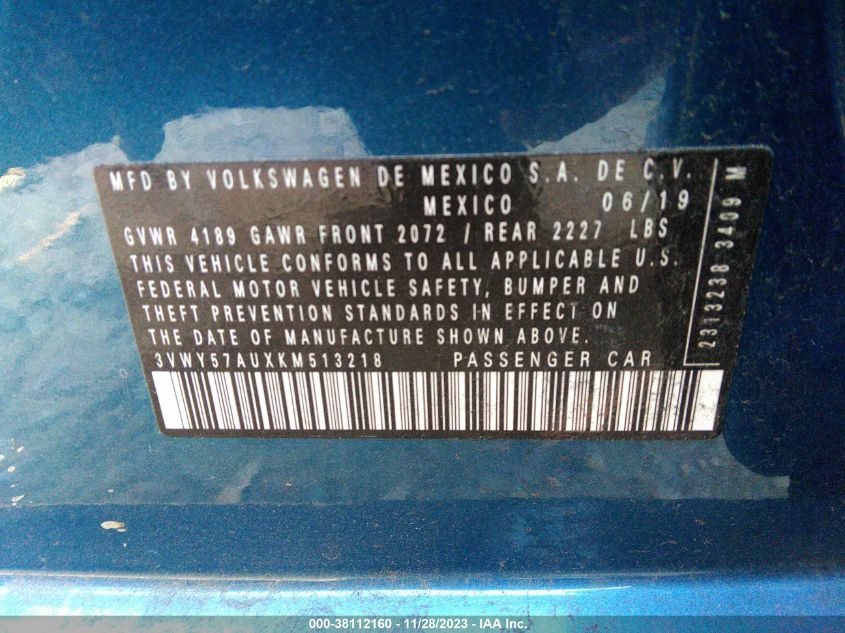 MFD BY VOLKSWAGEN DE MEXICO S.A. DE C.V.
MEXICO 06/19
GVWR 4189 GAWR FRONT 2072 / REAR 2227 LBS
THIS VEHICLE CONFORMS TO ALL APPLICABLE U.S.
FEDERAL MOTOR VEHICLE SAFETY, BUMPER AND
THEFT PREVENTION STANDARDS IN EFFECT ON
THE DATE OF MANUFACTURE SHOWN ABOVE.
3VWY57AUXKM513218 PASSENGER CAR
2313238 3409 M
000-38112160 - 11/28/2023 - IAA Inc.